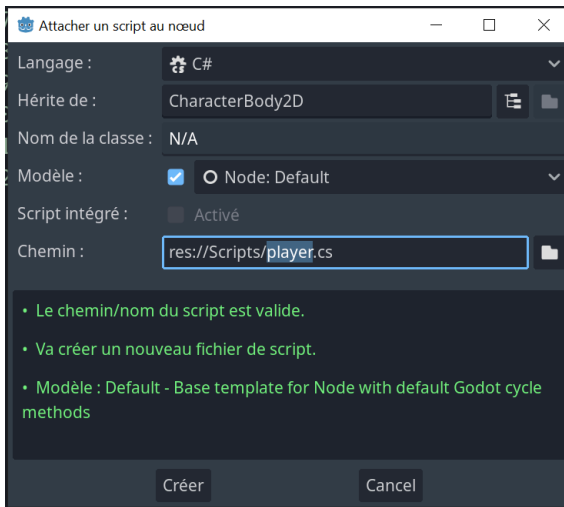 Attacher un script au nœud
Langage : C#
Hérite de : CharacterBody2D
Nom de la classe : N/A
Modèle : Node: Default
Script intégré : Activé
Chemin : res://Scripts/player.cs
• Le chemin/nom du script est valide.
• Va créer un nouveau fichier de script.
• Modèle : Default - Base template for Node with default Godot cycle
methods
Créer Cancel